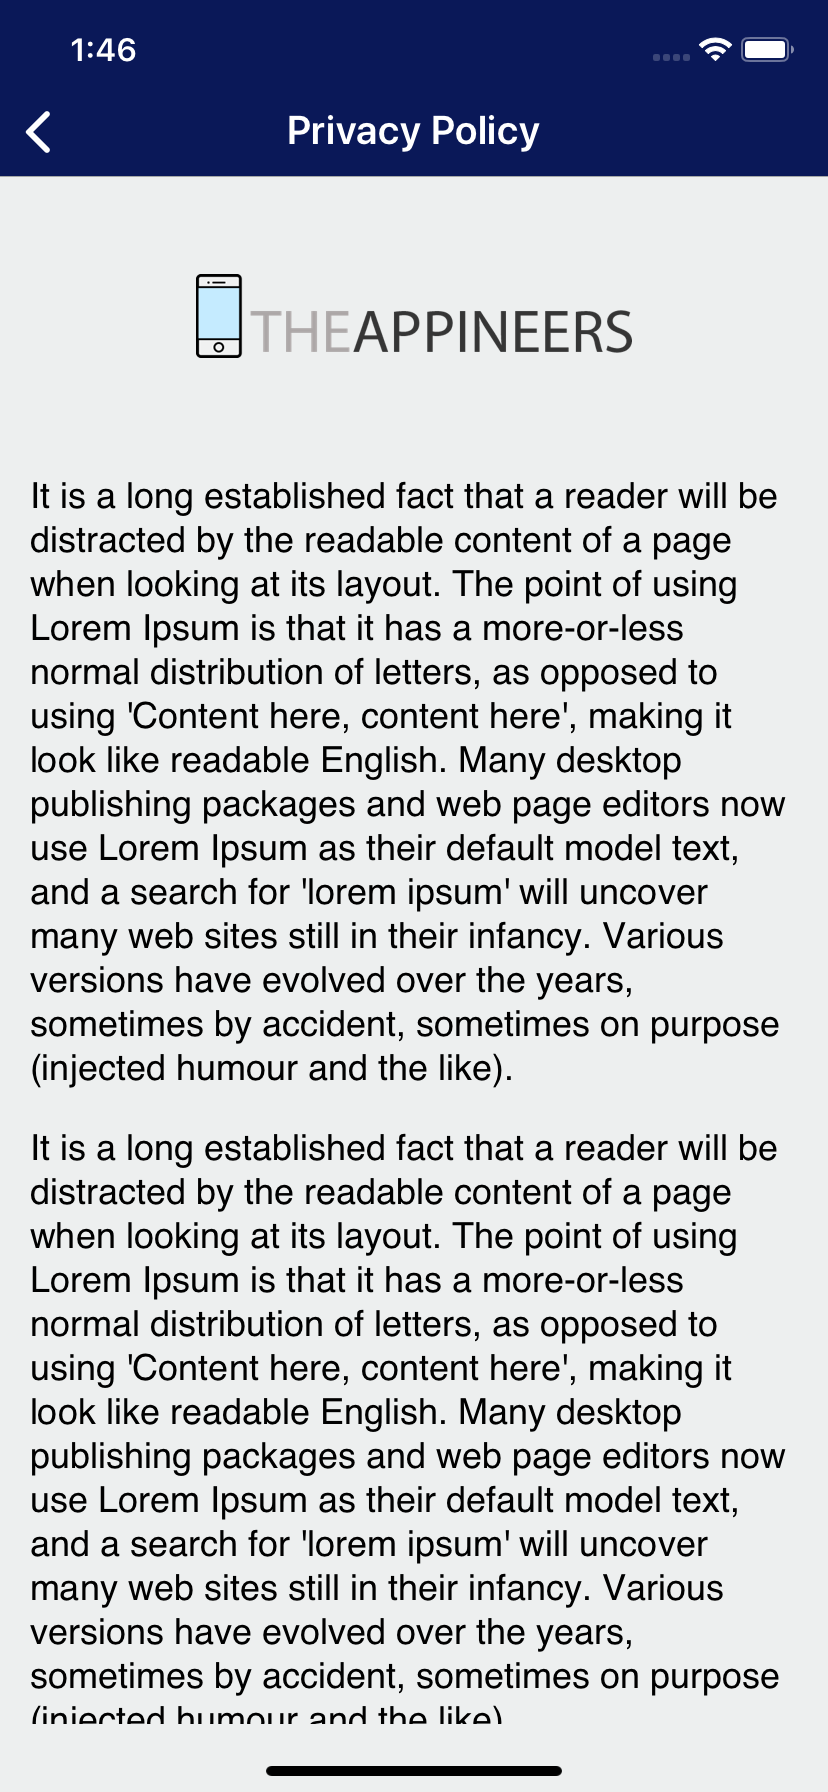 1:46
Privacy Policy
THEAPPINEERS
It is a long established fact that a reader will be
distracted by the readable content of a page
when looking at its layout. The point of using
Lorem Ipsum is that it has a more-or-less
normal distribution of letters, as opposed to
using 'Content here, content here', making it
look like readable English. Many desktop
publishing packages and web page editors now
use Lorem Ipsum as their default model text,
and a search for 'lorem ipsum' will uncover
many web sites still in their infancy. Various
versions have evolved over the years,
sometimes by accident, sometimes on purpose
(injected humour and the like).
It is a long established fact that a reader will be
distracted by the readable content of a page
when looking at its layout. The point of using
Lorem Ipsum is that it has a more-or-less
normal distribution of letters, as opposed to
using 'Content here, content here', making it
look like readable English. Many desktop
publishing packages and web page editors now
use Lorem Ipsum as their default model text,
and a search for 'lorem ipsum' will uncover
many web sites still in their infancy. Various
versions have evolved over the years,
sometimes by accident, sometimes on purpose
(injected humour and the like)